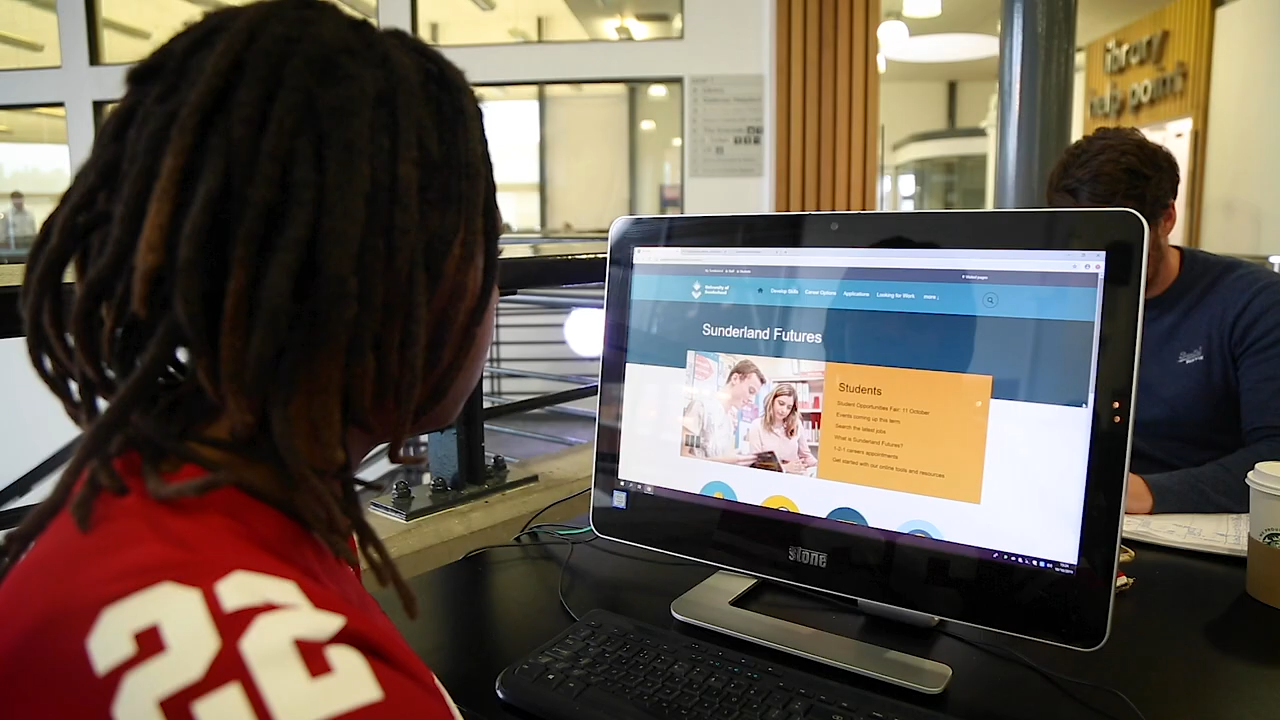 library
help point
University of
Sunderland
Develop Skills
Career Options
Applications
Looking for Work
more
Sunderland Futures
Students
Student Opportunities Fair: 11 October
Events coming up this term
Search the latest jobs
What is Sunderland Futures?
1-2-1 careers appointments
Get started with our online tools and resources
stone
22